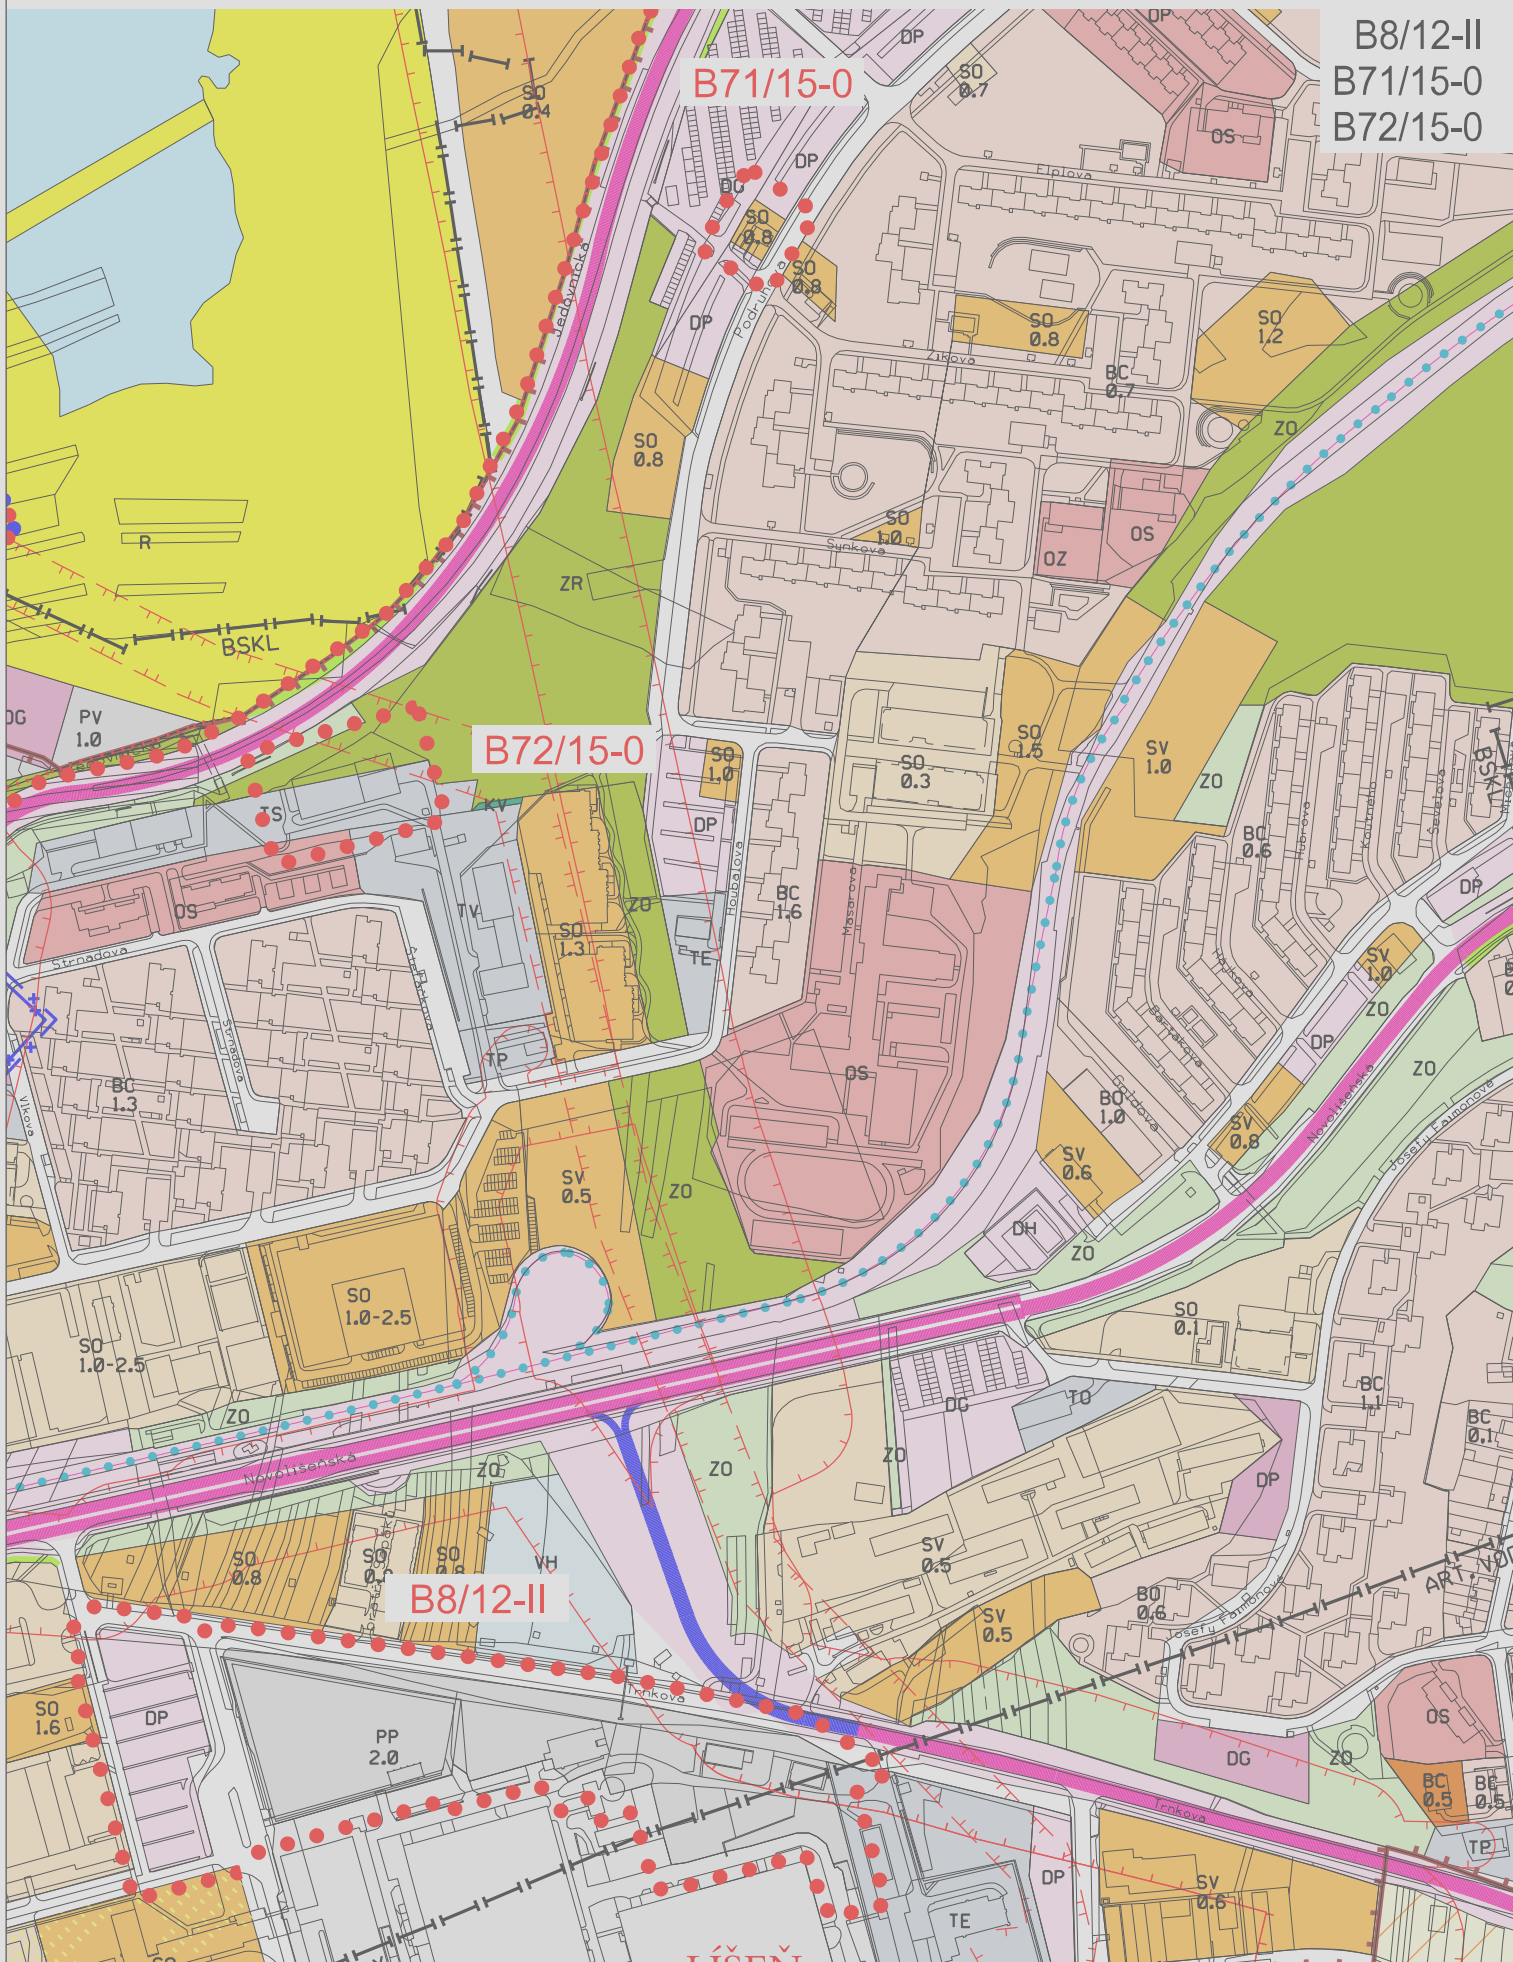 B8/12-II
B71/15-0
B72/15-0
DP
DP
B71/15-0
SO
0.7
SO
0.4
OS
DP
Elplova
DG
SO
0.8
Jedovnická
SO
0.8
DP
SO
0.8
SO
1.2
Zikova
BC
0.7
ZO
SO
0.8
SO
1.0
OS
Synkova
OZ
R
ZR
BSKL
DG
PV
1.0
B72/15-0
SO
1.0
SO
1.5
SV
1.0
SO
0.3
ZO
BSKL
TS
KV
DP
Houbalova
BC
0.6
Hubrova
Koutného
Ševelova
DP
BC
1.6
Masarova
OS
TV
ZO
SO
1.3
TE
Strnadova
Strnadova
SV
1.0
ZO
DP
Bartákova
TP
OS
BC
1.3
Vlkova
BO
1.0
ZO
SV
0.8
Novolíšeňská
Josefy Faimonové
SV
0.6
SV
0.5
ZO
DH
ZO
SO
1.0-2.5
SO
0.1
SO
1.0-2.5
BC
1.1
DG
TO
BC
0.1
ZO
Novolíšeňská
ZO
ZO
ZO
DP
SO
0.8
SO
VH
SV
0.5
B8/12-II
BO
0.6
SV
0.5
Josefy Faimonové
Trnkova
SO
1.6
DP
PP
2.0
OS
DG
ZO
BC
0.5
BC
0.5
Trnkova
TP
DP
SV
0.6
TE
LÍŠEŇ